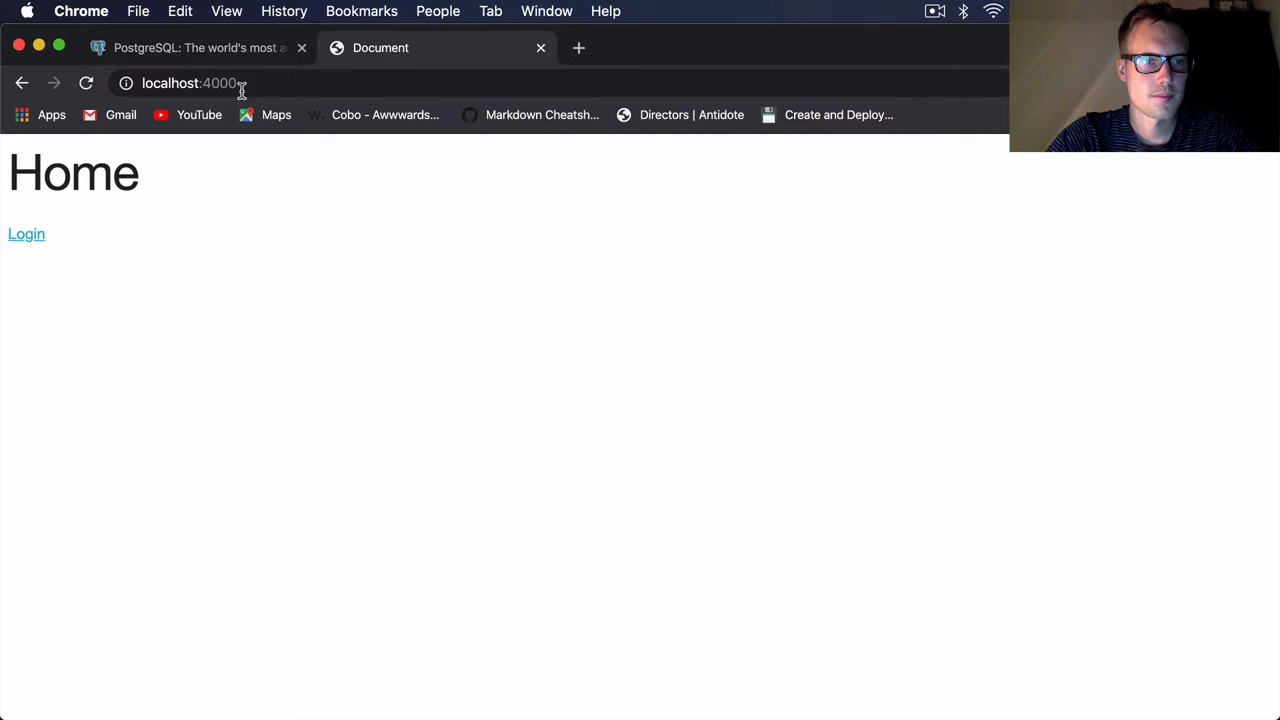 Chrome File Edit View History Bookmarks People Tab Window Help
PostgreSQL: The world's most a
Document
localhost:4000
Apps Gmail YouTube Maps Cobo - Awwwards... Markdown Cheatsh... Directors | Antidote Create and Deploy...
Home
Login